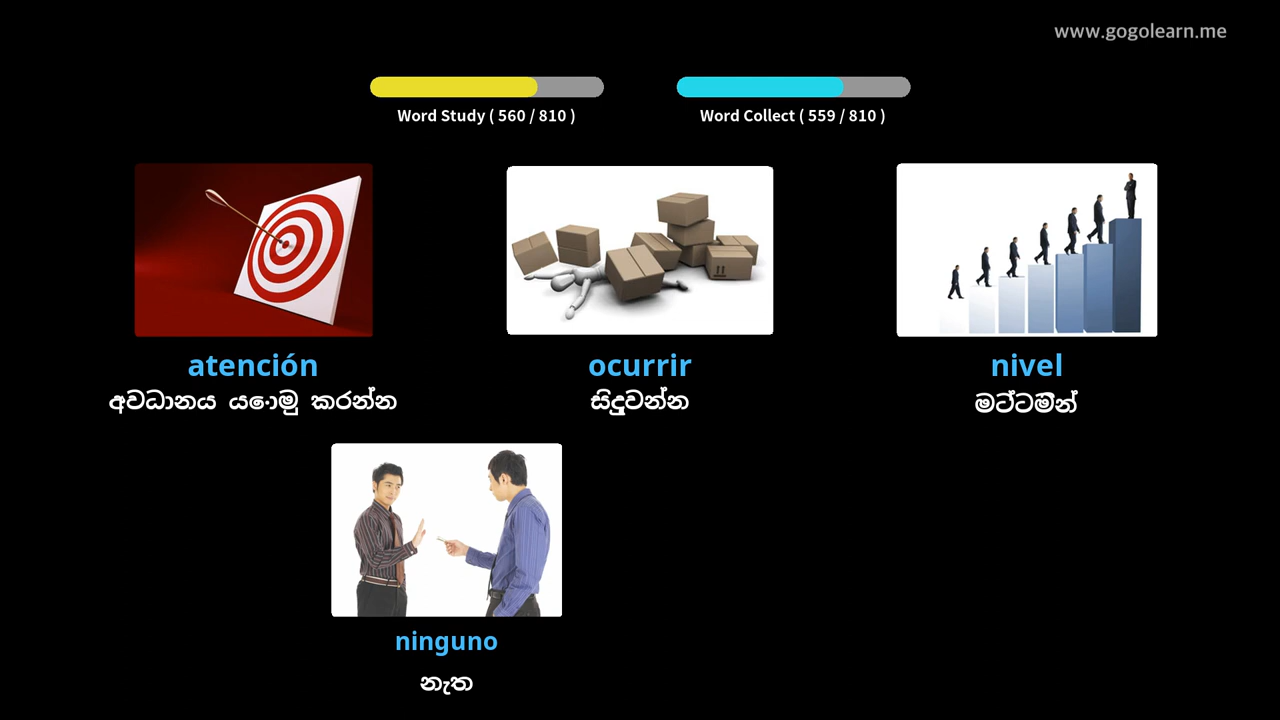 www.gogolearn.me
Word Study ( 560 / 810 )
Word Collect ( 559 / 810 )
atención
අවධානය යොමු කරන්න
ocurrir
සිදුවන්න
nivel
මට්ටමින්
ninguno
නැත